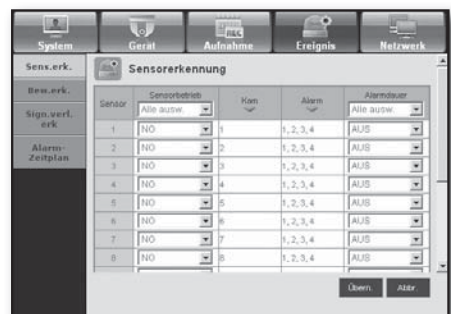 System Gerät Aufnahme Ereignis Netzwerk
Sens.erk.
Bew.erk.
Sign.verl.
erk
Alarm-
Zeitplan
Sensorerkennung
Sensor Sensorbetrieb Kam Alarm Alarmdauer
Alle ausw. Alle ausw.
1 NO 1 1, 2, 3, 4 AUS
2 NO 2 1, 2, 3, 4 AUS
3 NO 3 1, 2, 3, 4 AUS
4 NO 4 1, 2, 3, 4 AUS
5 NO 5 1, 2, 3, 4 AUS
6 NO 6 1, 2, 3, 4 AUS
7 NO 7 1, 2, 3, 4 AUS
8 NO 8 1, 2, 3, 4 AUS
Übern. Abbr.